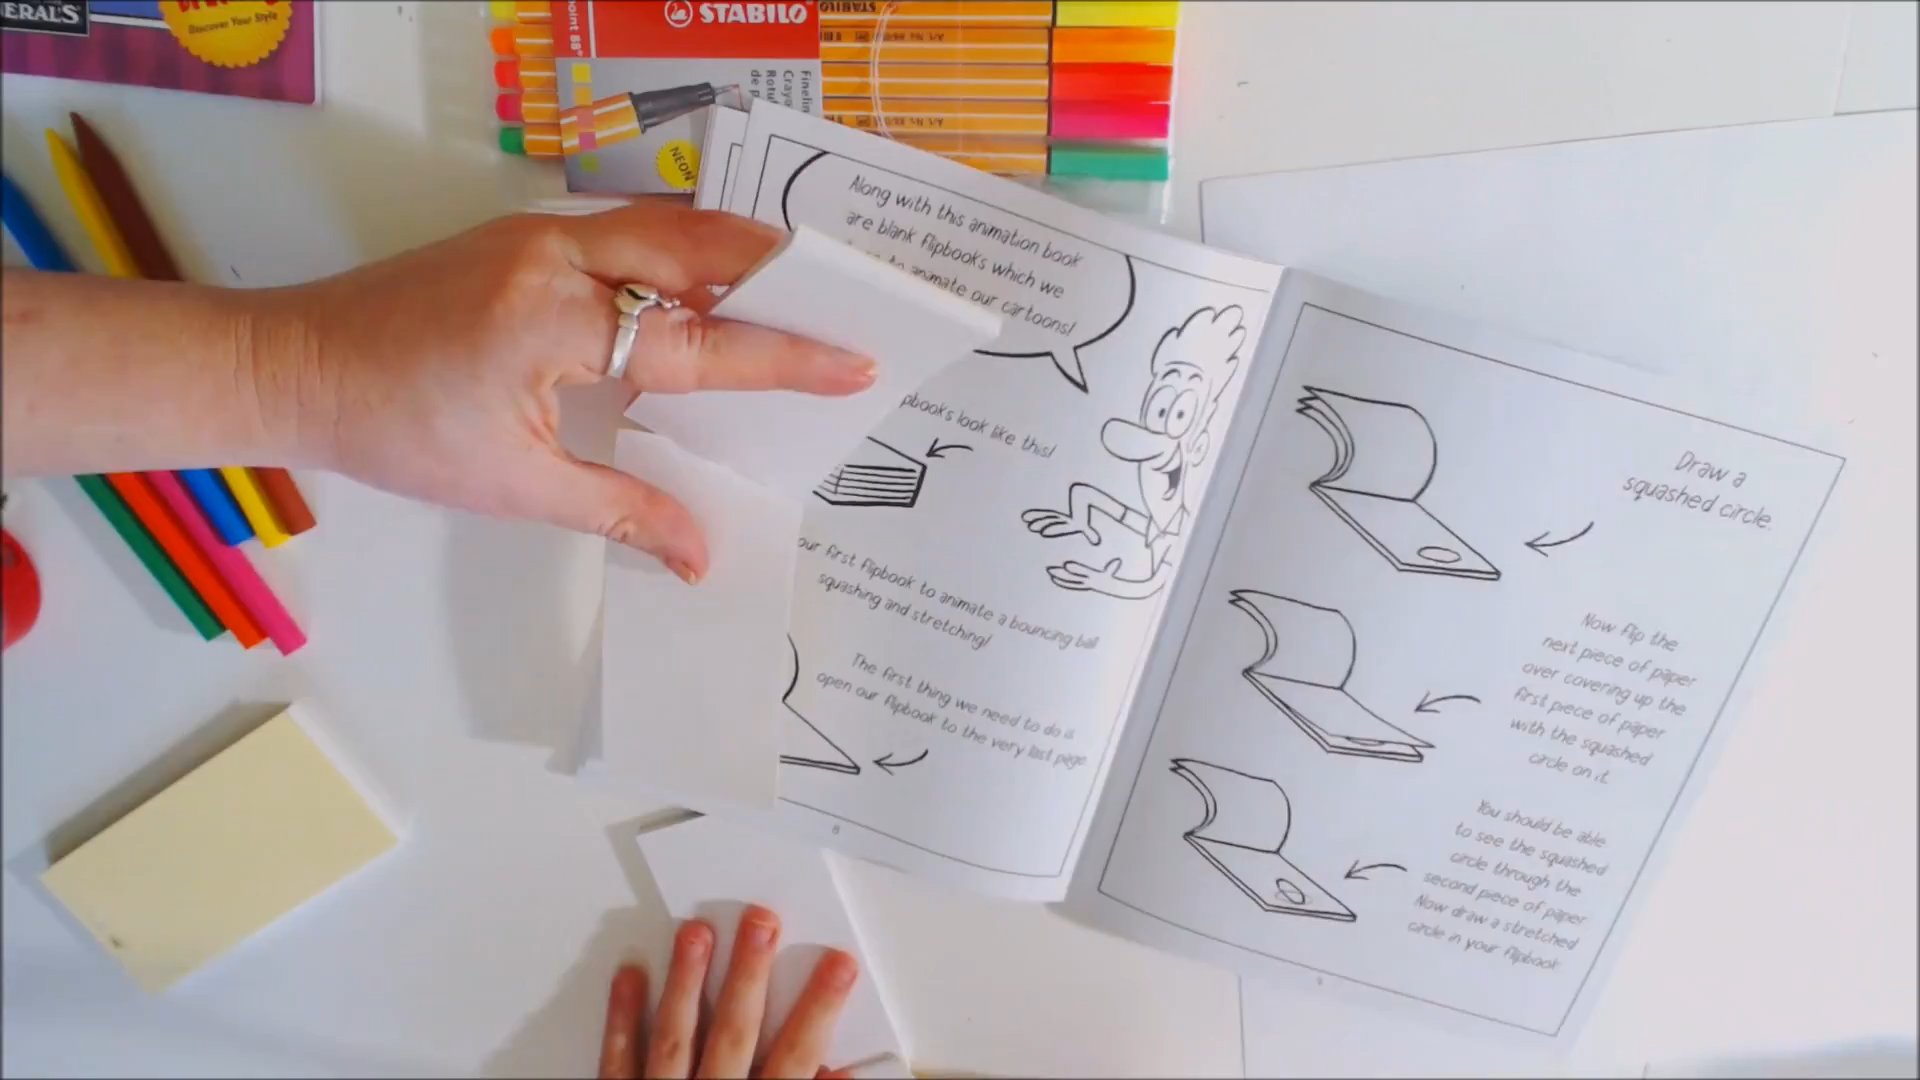 ERAL'S
Discover Your Style
STABILO
point 88
NEON
Along with this animation book
are blank flipbooks which we
to animate our cartoons!
pbooks look like this!
our first flipbook to animate a bouncing ball
squashing and stretching!
The first thing we need to do is
open our flipbook to the very last page
8
Draw a
squashed circle.
Now flip the
next piece of paper
over covering up the
first piece of paper
with the squashed
circle on it.
You should be able
to see the squashed
circle through the
second piece of paper
Now draw a stretched
circle in your flipbook